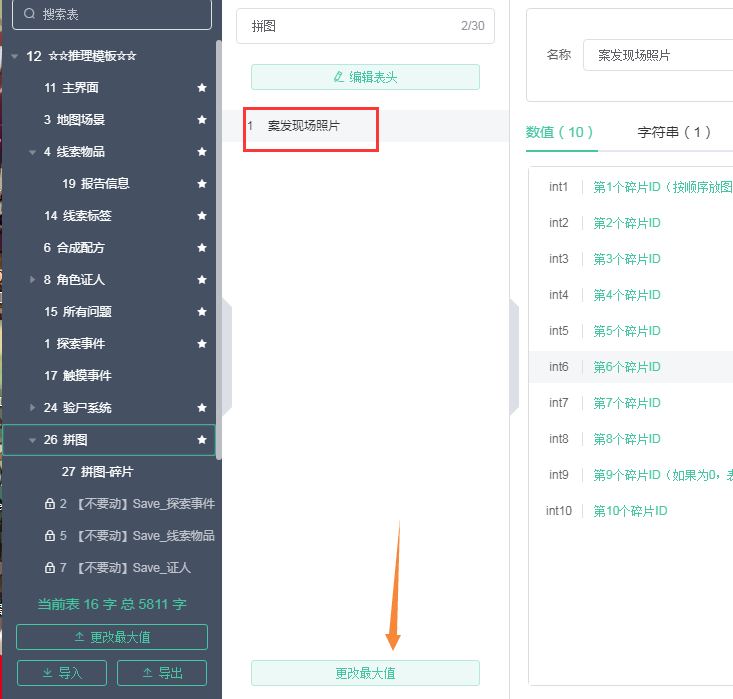 搜索表
12 ☆☆推理模板☆☆
11 主界面
3 地图场景
4 线索物品
19 报告信息
14 线索标签
6 合成配方
8 角色证人
15 所有问题
1 探索事件
17 触摸事件
24 验尸系统
26 拼图
27 拼图-碎片
2 【不要动】Save_探索事件
5 【不要动】Save_线索物品
7 【不要动】Save_证人
当前表 16 字 总 5811 字
更改最大值
导入 导出
拼图 2/30
编辑表头
1 案发现场照片
更改最大值
名称 案发现场照片
数值（10） 字符串（1）
int1 第1个碎片ID（按顺序放图
int2 第2个碎片ID
int3 第3个碎片ID
int4 第4个碎片ID
int5 第5个碎片ID
int6 第6个碎片ID
int7 第7个碎片ID
int8 第8个碎片ID
int9 第9个碎片ID（如果为0，表
int10 第10个碎片ID